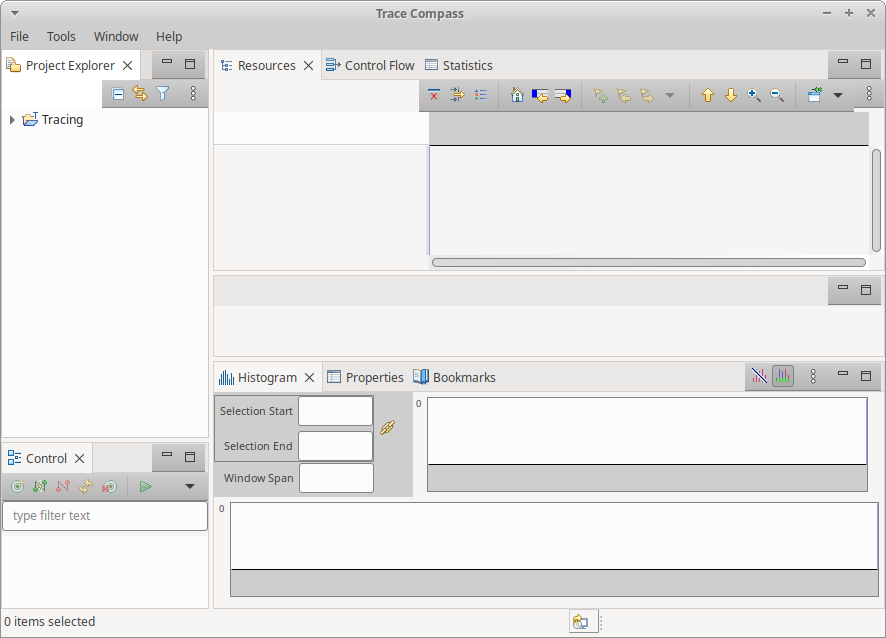 Trace Compass
File Tools Window Help
Project Explorer
Tracing
Resources Control Flow Statistics
Histogram Properties Bookmarks
Selection Start
Selection End
Window Span
0
0
Control
type filter text
0 items selected